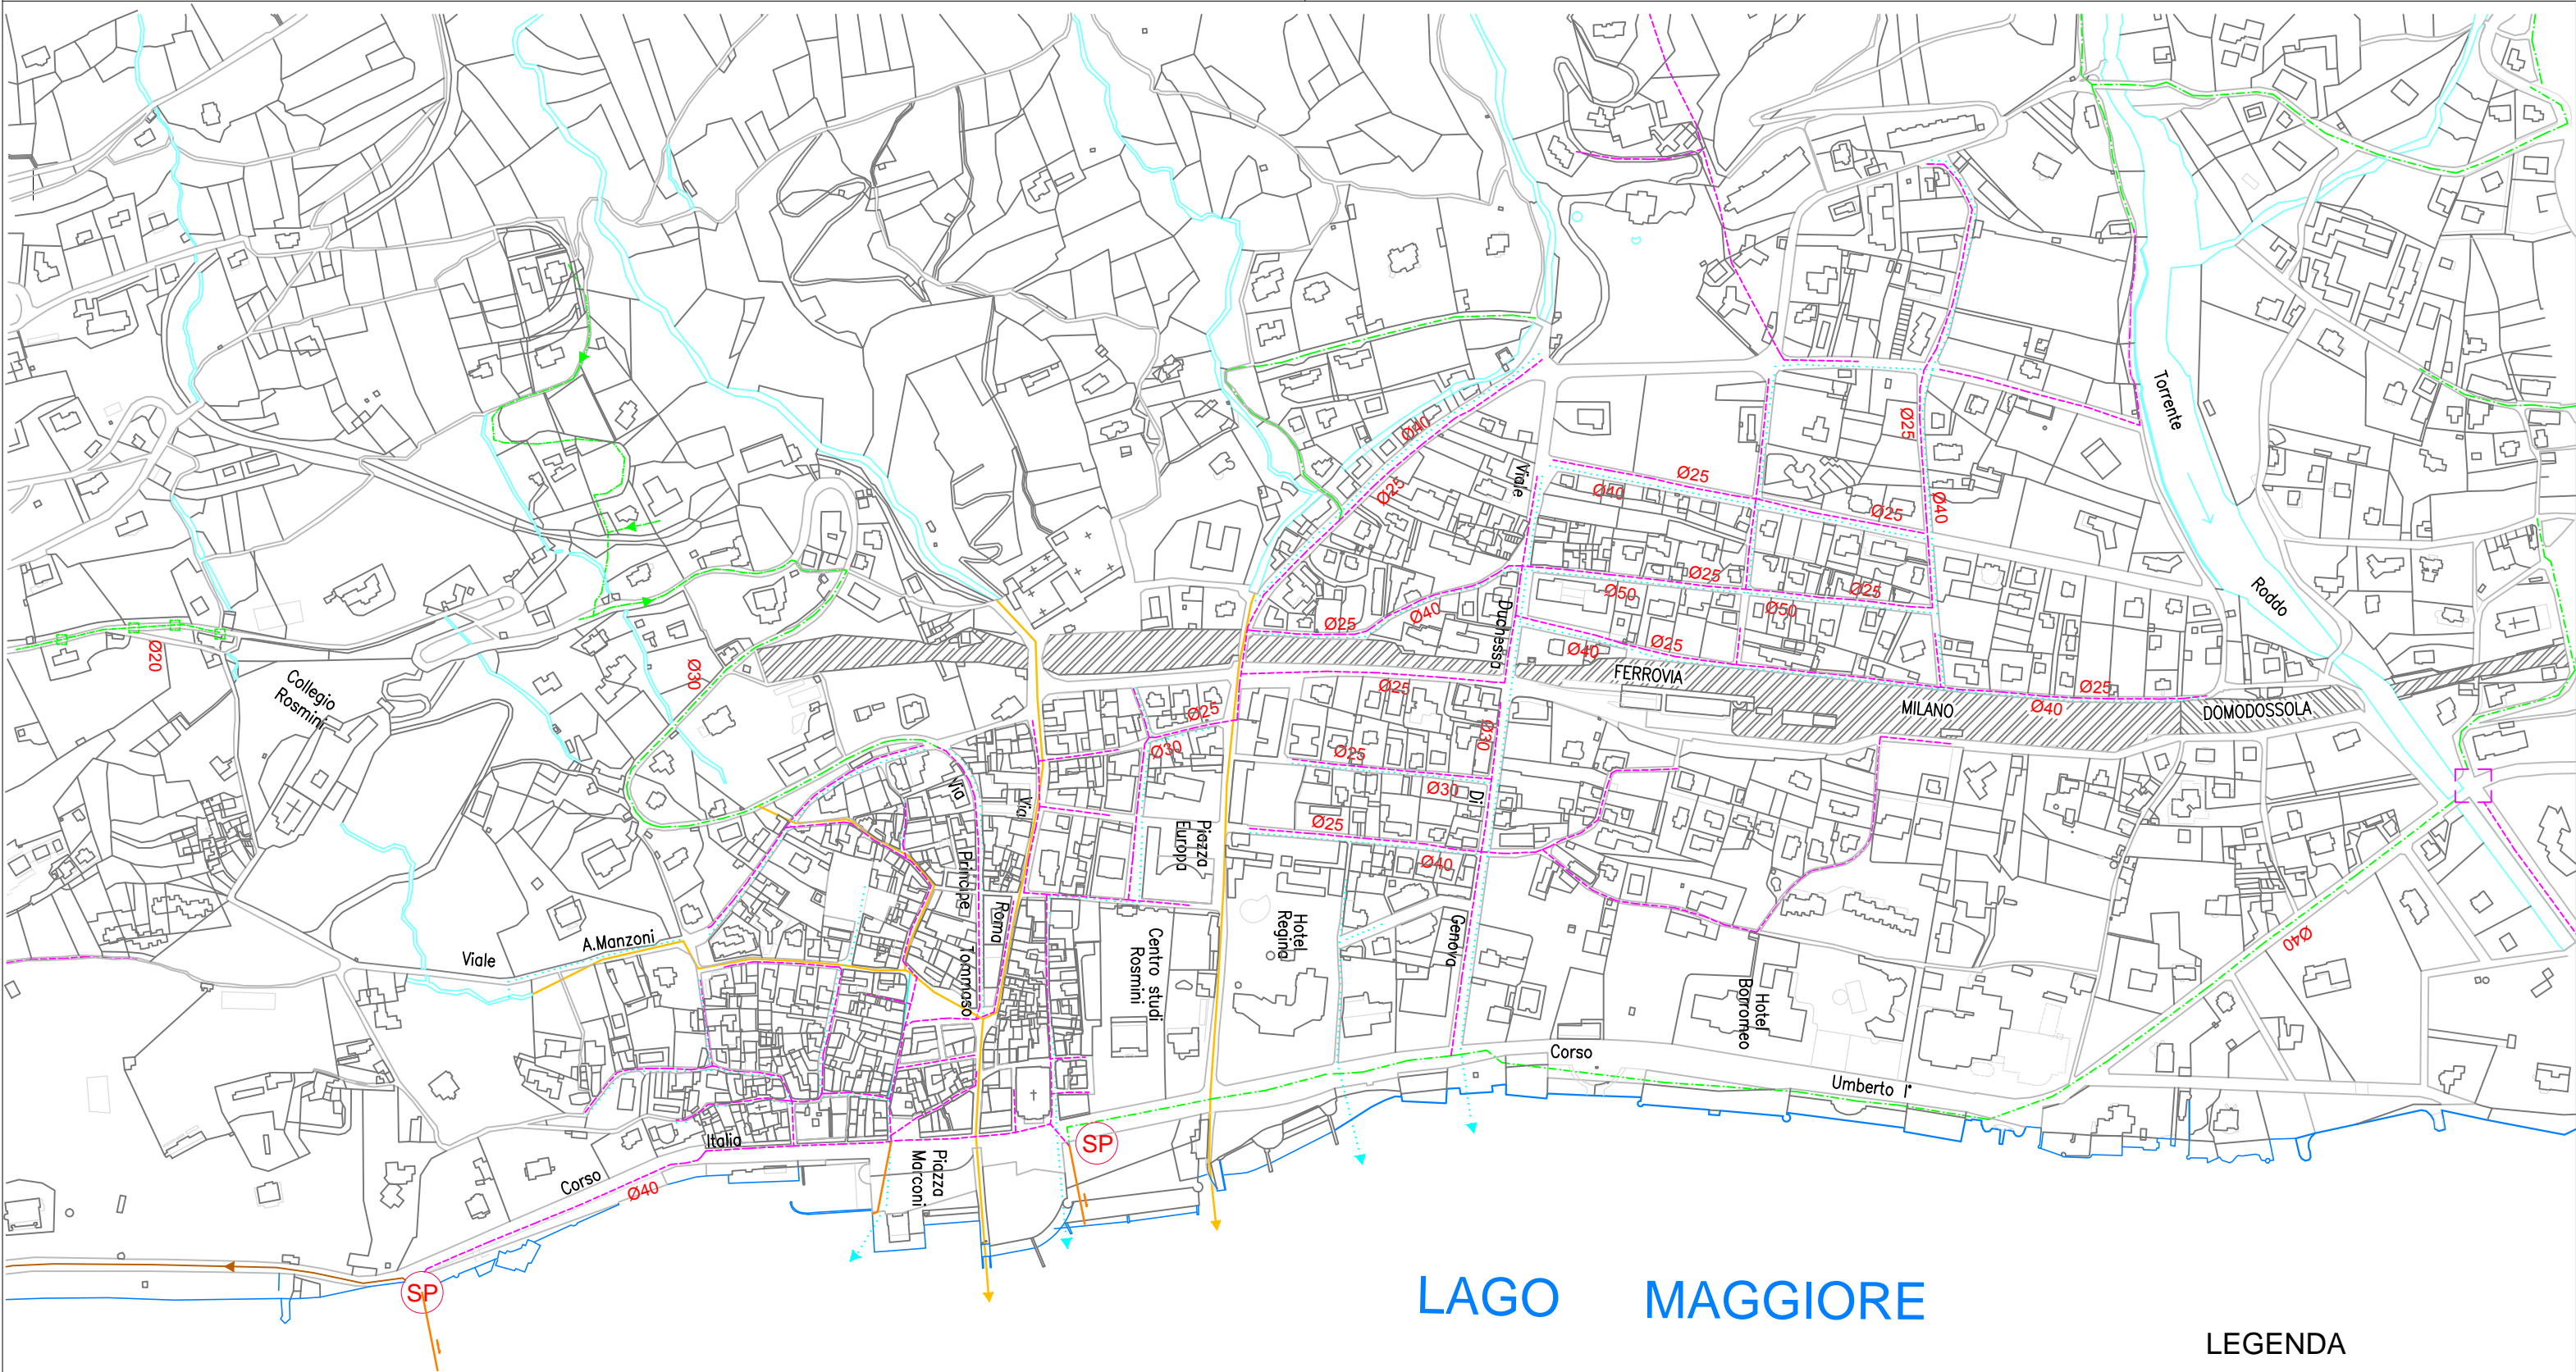 Torrente
Roddo
Ø40
Ø25
Viale
Duchessa
Di
Genova
Ø25
Ø40
Ø25
Ø25
Ø40
Ø25
Ø50
Ø25
Ø50
Ø25
Ø40
Ø25
Ø40
Ø25
Ø20
Ø30
Collegio
Rosmini
FERROVIA
MILANO
DOMODOSSOLA
Ø25
Ø40
Ø25
Ø30
Ø25
Ø30
Ø25
Ø30
Ø25
Ø40
Via
Principe
Tommaso
Via
Roma
Piazza
Europa
Hotel
Regina
Centro studi
Rosmini
Hotel
Borromeo
Ø40
Viale
A.Manzoni
Corso
Umberto I°
Italia
Corso
Ø40
Piazza
Marconi
SP
SP
LAGO MAGGIORE
LEGENDA